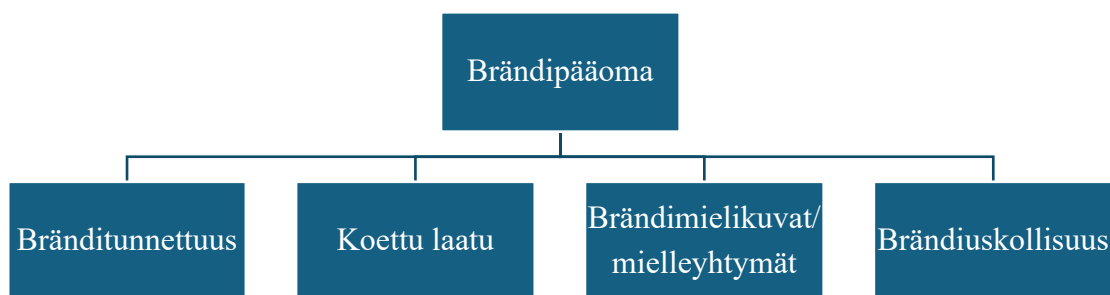 Brändipääoma
Bränditunnettuus
Koettu laatu
Brändimielikuvat/
mielleyhtymät
Brändiuskollisuus